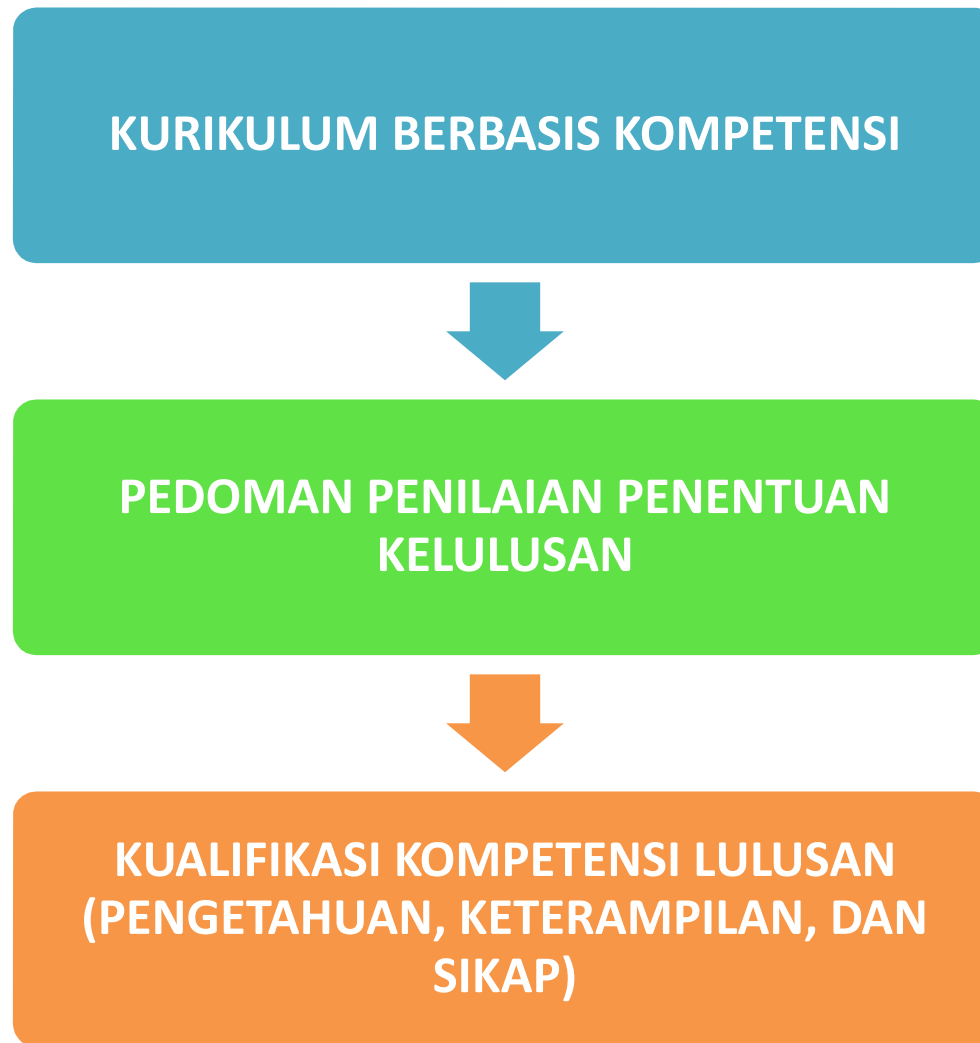 KURIKULUM BERBASIS KOMPETENSI
PEDOMAN PENILAIAN PENENTUAN
KELULUSAN
KUALIFIKASI KOMPETENSI LULUSAN
(PENGETAHUAN, KETERAMPILAN, DAN
SIKAP)